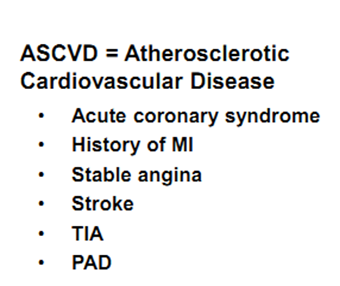 ASCVD = Atherosclerotic
Cardiovascular Disease
• Acute coronary syndrome
• History of MI
• Stable angina
• Stroke
• TIA
• PAD